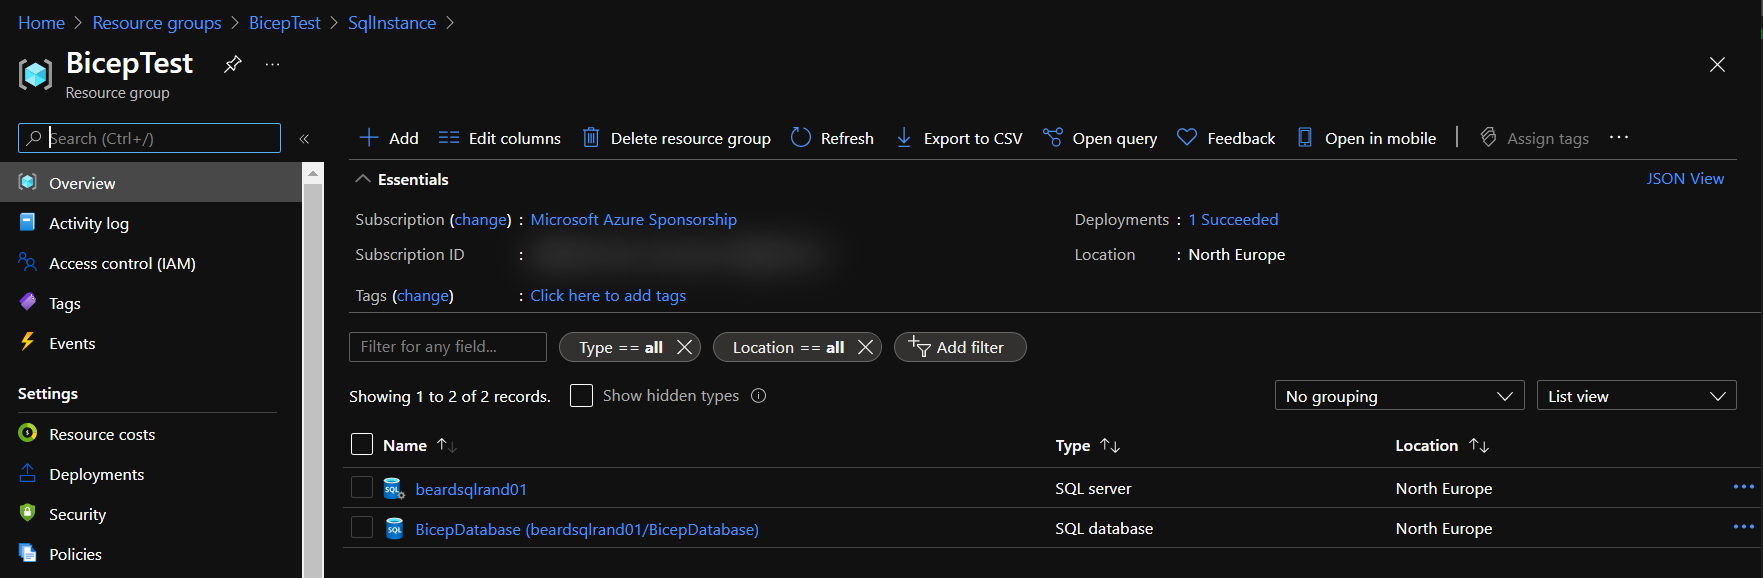 Home > Resource groups > BicepTest > SqlInstance >
BicepTest
...
Resource group
Search (Ctrl+/)
«
Overview
Activity log
Access control (IAM)
Tags
Events
Settings
Resource costs
Deployments
Security
Policies
Add Edit columns Delete resource group Refresh Export to CSV Open query Feedback Open in mobile Assign tags ...
Essentials
JSON View
Subscription (change) : Microsoft Azure Sponsorship
Deployments : 1 Succeeded
Subscription ID :
Location : North Europe
Tags (change) : Click here to add tags
Filter for any field...
Type == all
Location == all
Add filter
Showing 1 to 2 of 2 records.
Show hidden types
No grouping
List view
Name ↑↓ Type ↑↓ Location ↑↓
SQL beardsqlrand01 SQL server North Europe ...
SQL BicepDatabase (beardsqlrand01/BicepDatabase) SQL database North Europe ...